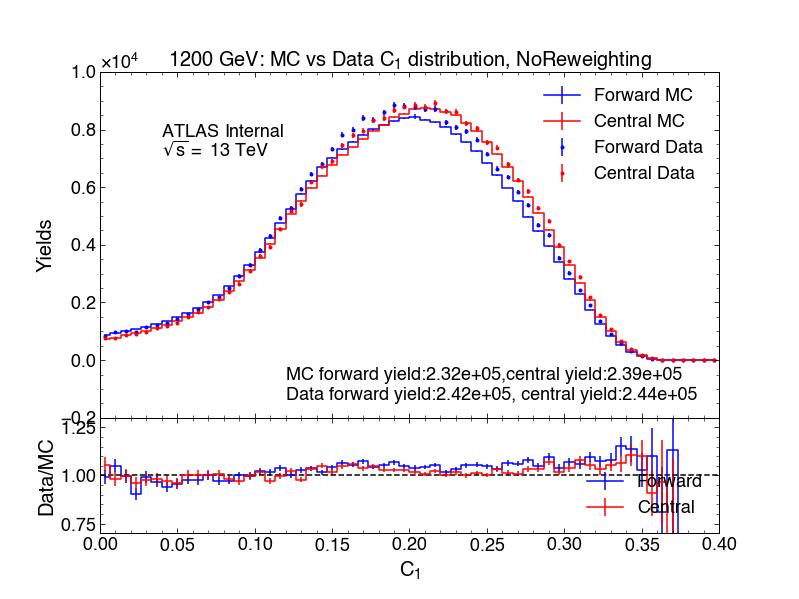 ×10⁴
1200 GeV: MC vs Data C₁ distribution, NoReweighting
1.0
0.8
0.6
0.4
0.2
0.0
−0.2
Yields
ATLAS Internal
√s = 13 TeV
Forward MC
Central MC
Forward Data
Central Data
MC forward yield:2.32e+05,central yield:2.39e+05
Data forward yield:2.42e+05, central yield:2.44e+05
1.25
1.00
0.75
Data/MC
Forward
Central
0.00 0.05 0.10 0.15 0.20 0.25 0.30 0.35 0.40
C₁